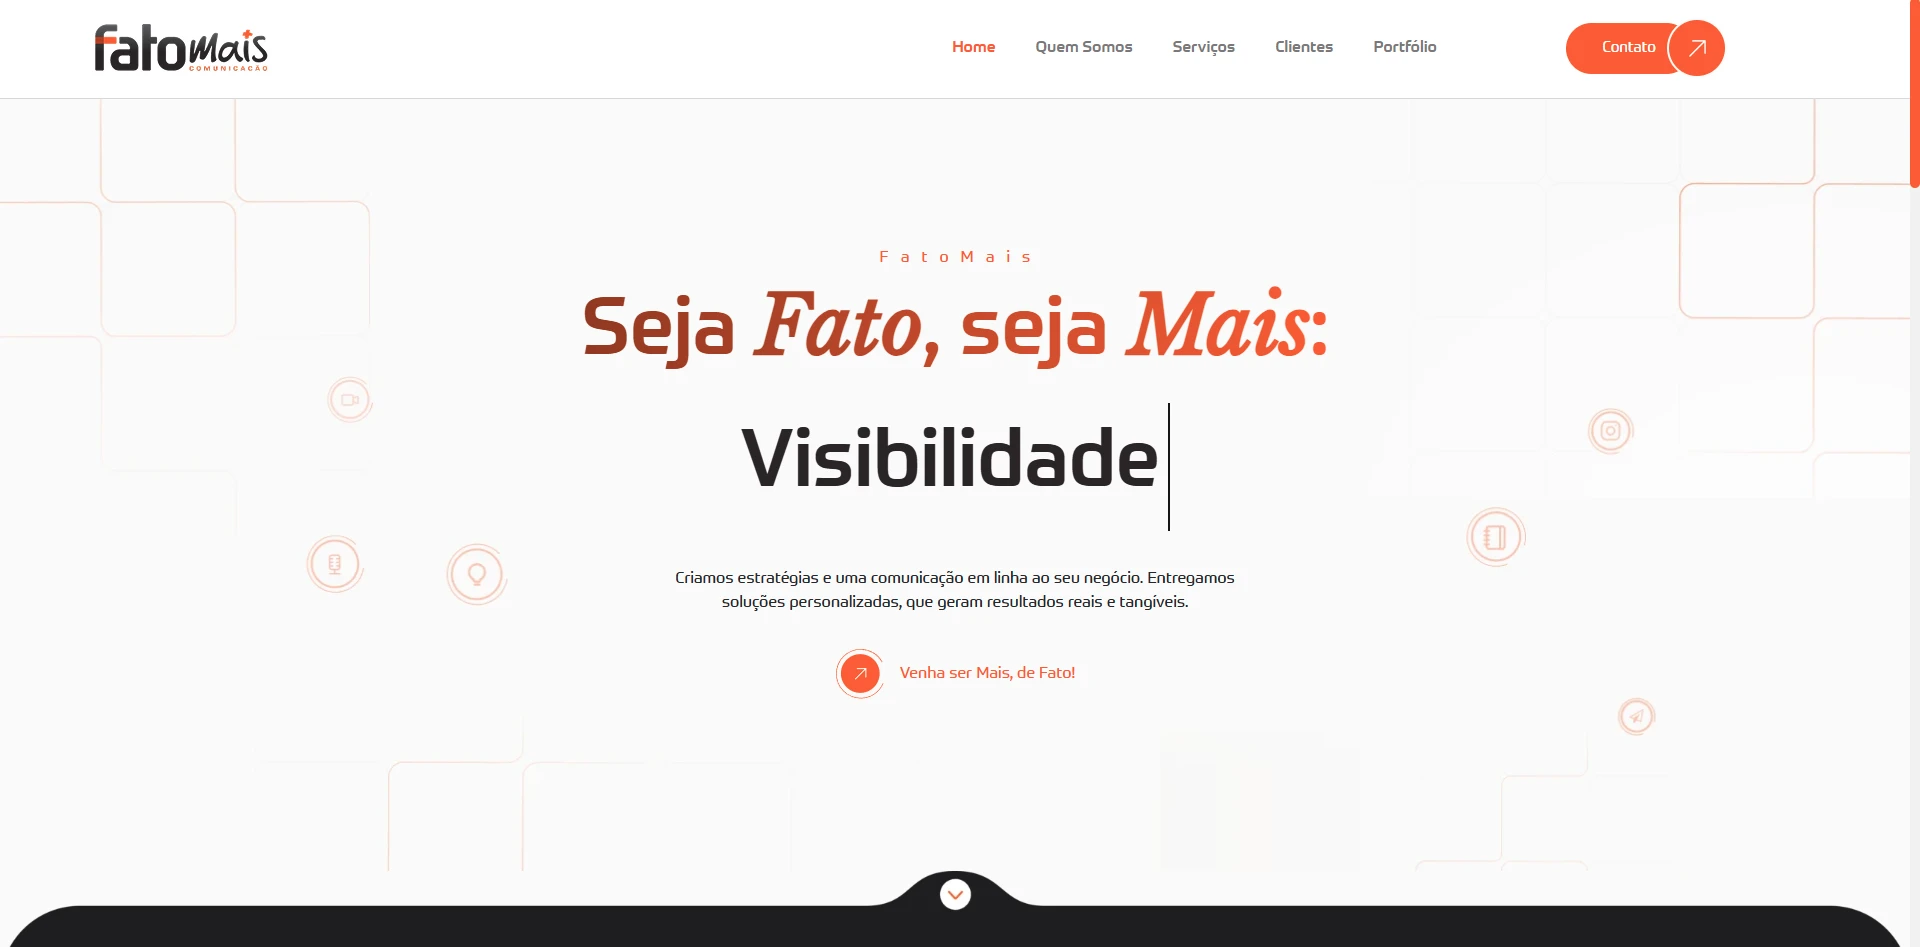 fatomais
COMUNICAÇÃO
Home
Quem Somos
Serviços
Clientes
Portfólio
Contato
FatoMais
Seja Fato, seja Mais:
Visibilidade
Criamos estratégias e uma comunicação em linha ao seu negócio. Entregamos
soluções personalizadas, que geram resultados reais e tangíveis.
Venha ser Mais, de Fato!